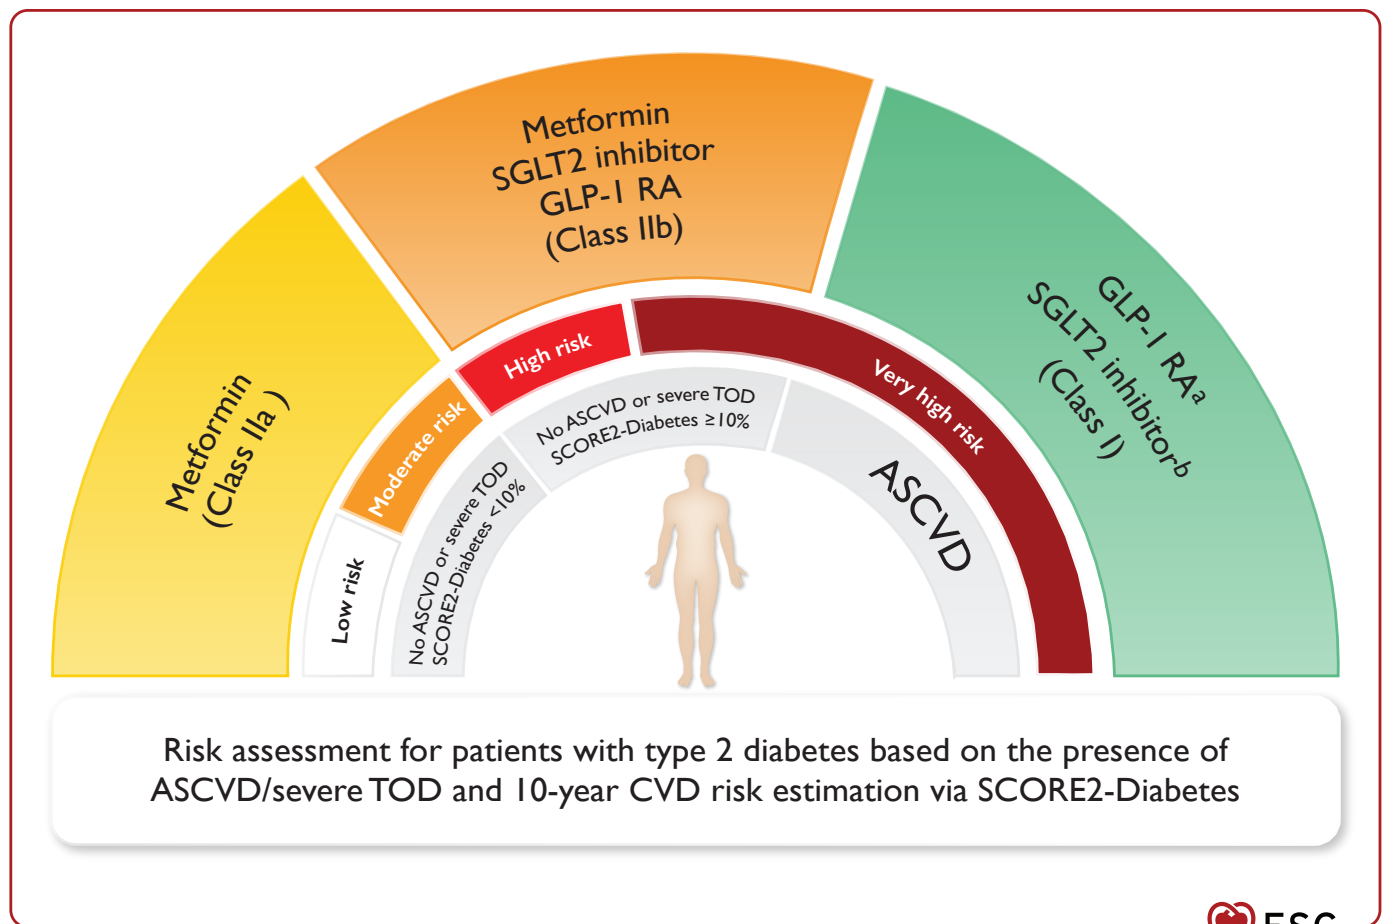 Metformin
SGLT2 inhibitor
GLP-1 RA
(Class IIb)
GLP-1 RAa
SGLT2 inhibitorb
(Class I)
Metformin
(Class IIa )
Low risk
Moderate risk
High risk
Very high risk
No ASCVD or severe TOD
SCORE2-Diabetes <10%
No ASCVD or severe TOD
SCORE2-Diabetes ≥10%
ASCVD
Risk assessment for patients with type 2 diabetes based on the presence of
ASCVD/severe TOD and 10-year CVD risk estimation via SCORE2-Diabetes
ESC